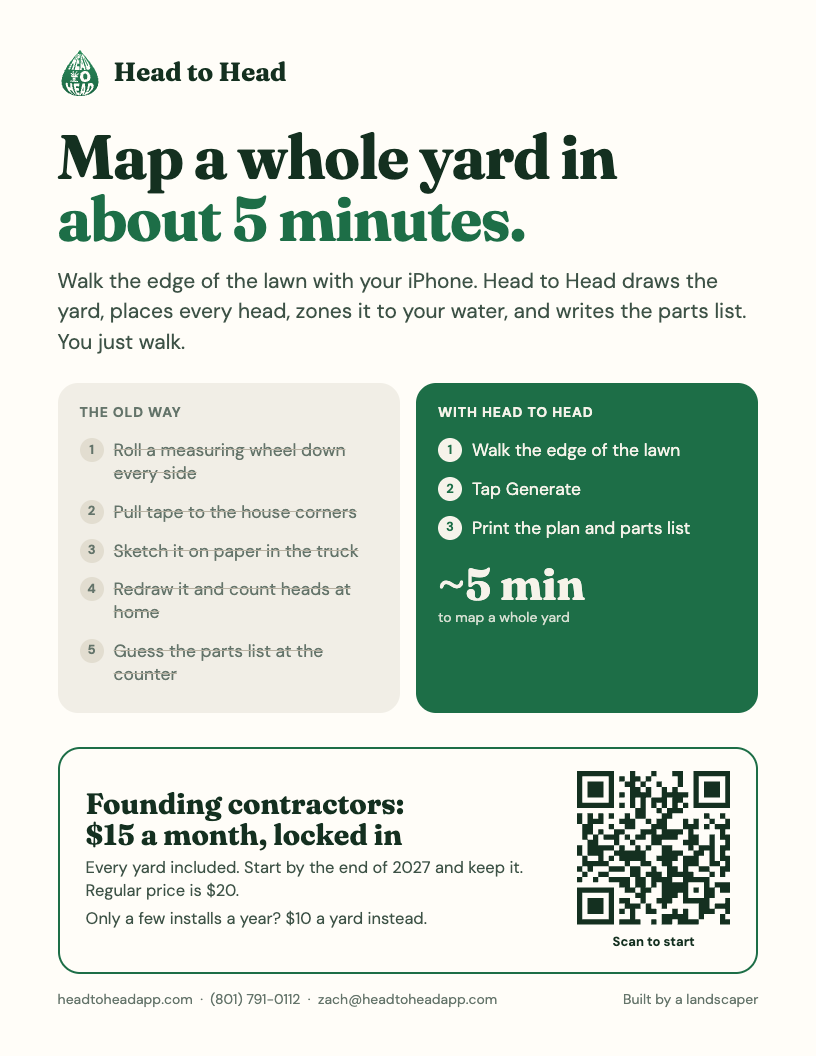 HEAD
TO
HEAD
Head to Head
Map a whole yard in
about 5 minutes.
Walk the edge of the lawn with your iPhone. Head to Head draws the
yard, places every head, zones it to your water, and writes the parts list.
You just walk.
THE OLD WAY
1 Roll a measuring wheel down
every side
2 Pull tape to the house corners
3 Sketch it on paper in the truck
4 Redraw it and count heads at
home
5 Guess the parts list at the
counter
WITH HEAD TO HEAD
1 Walk the edge of the lawn
2 Tap Generate
3 Print the plan and parts list
~5 min
to map a whole yard
Founding contractors:
$15 a month, locked in
Every yard included. Start by the end of 2027 and keep it.
Regular price is $20.
Only a few installs a year? $10 a yard instead.
Scan to start
headtoheadapp.com · (801) 791-0112 · zach@headtoheadapp.com
Built by a landscaper